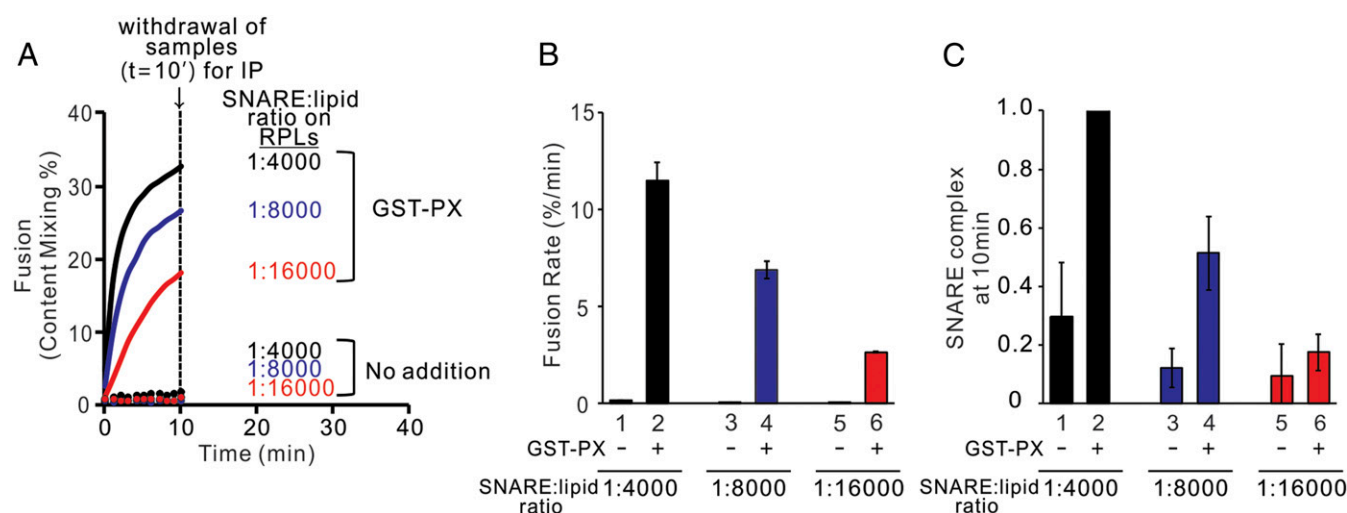 A
withdrawal of
samples
(t=10') for IP
↓
Fusion
(Content Mixing %)
40
30
20
10
0
0 10 20 30 40
Time (min)
SNARE:lipid
ratio on
RPLs
1:4000
1:8000
1:16000
GST-PX
1:4000
1:8000
1:16000
No addition
B
Fusion Rate (%/min)
15
10
5
0
1 2 3 4 5 6
GST-PX - + - + - +
SNARE:lipid
ratio
1:4000 1:8000 1:16000
C
SNARE complex
at 10min
1.0
0.8
0.6
0.4
0.2
0
1 2 3 4 5 6
GST-PX - + - + - +
SNARE:lipid
ratio
1:4000 1:8000 1:16000